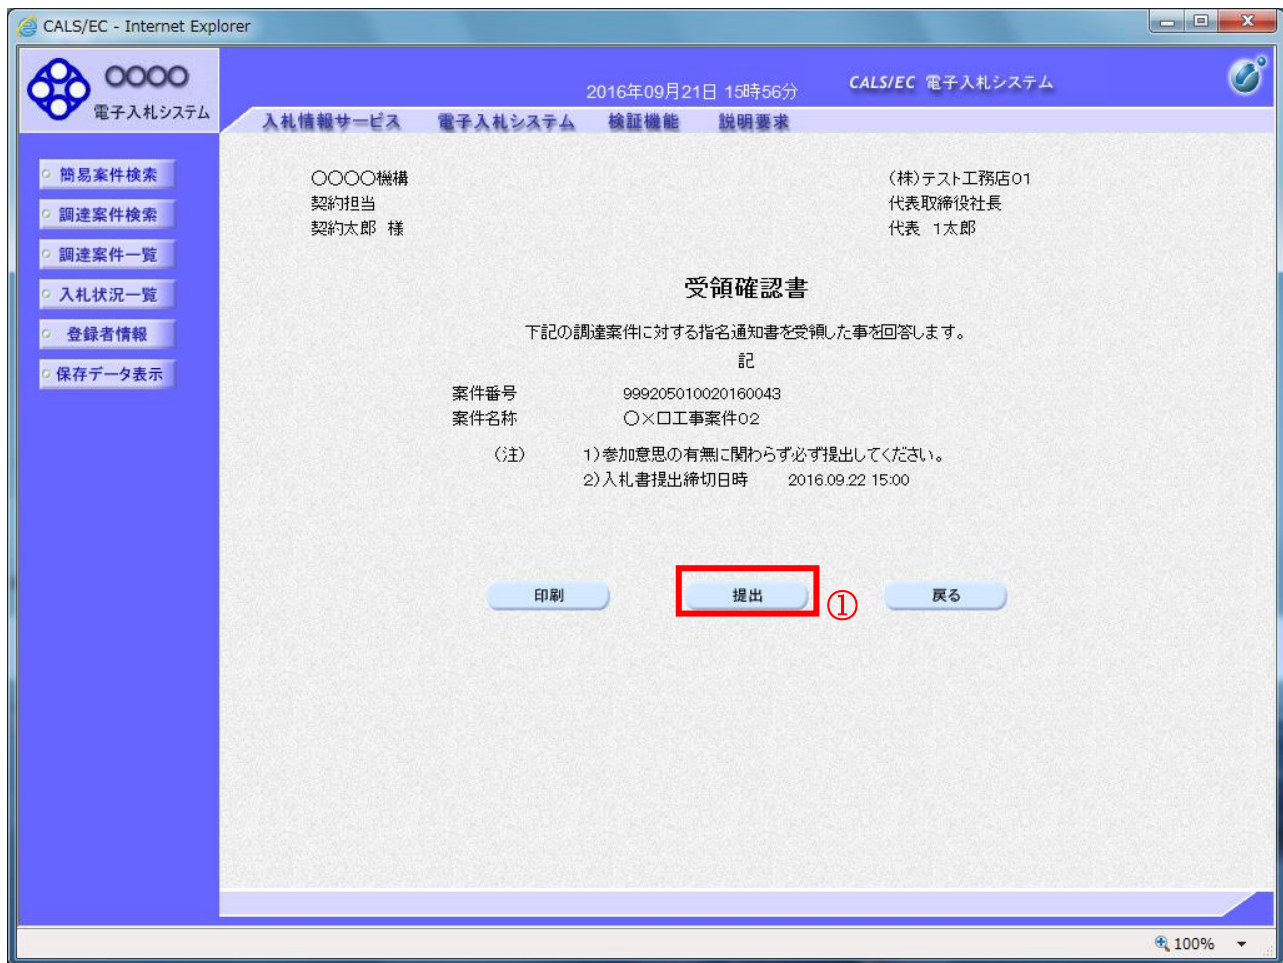 CALS/EC - Internet Explorer
〇〇〇〇
電子入札システム
2016年09月21日 15時56分
CALS/EC 電子入札システム
入札情報サービス 電子入札システム 検証機能 説明要求
簡易案件検索
調達案件検索
調達案件一覧
入札状況一覧
登録者情報
保存データ表示
〇〇〇〇機構
契約担当
契約太郎 様
(株)テスト工務店01
代表取締役社長
代表 1太郎
受領確認書
下記の調達案件に対する指名通知書を受領した事を回答します。
記
案件番号 999205010020160043
案件名称 〇×口工事案件02
(注) 1)参加意思の有無に関わらず必ず提出してください。
2)入札書提出締切日時 2016.09.22 15:00
印刷 提出 ① 戻る
100%